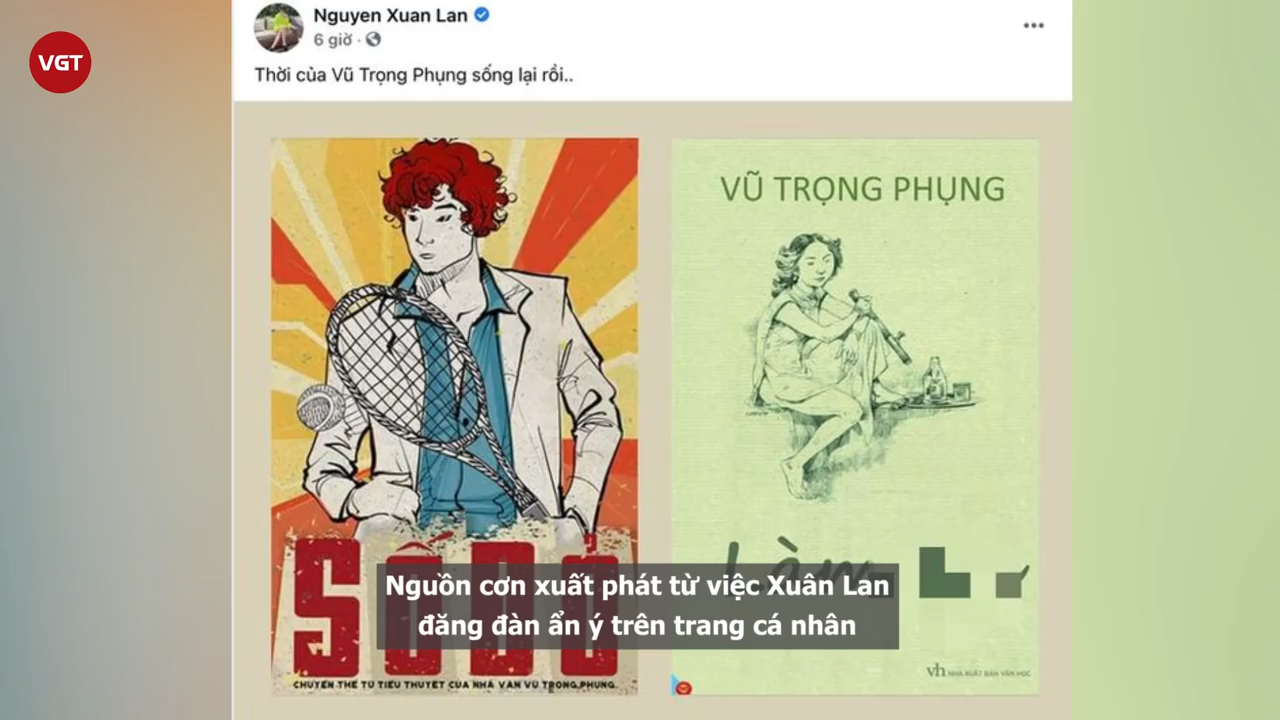 VGT
Nguyen Xuan Lan
6 giờ ·
Thời của Vũ Trọng Phụng sống lại rồi..
VŨ TRỌNG PHỤNG
SỐ ĐỎ
CHUYỂN THỂ TỪ TIỂU THUYẾT CỦA NHÀ VĂN VŨ TRỌNG PHỤNG
Làm
Nguồn cơn xuất phát từ việc Xuân Lan
đăng đàn ẩn ý trên trang cá nhân
vh NHÀ XUẤT BẢN VĂN HỌC